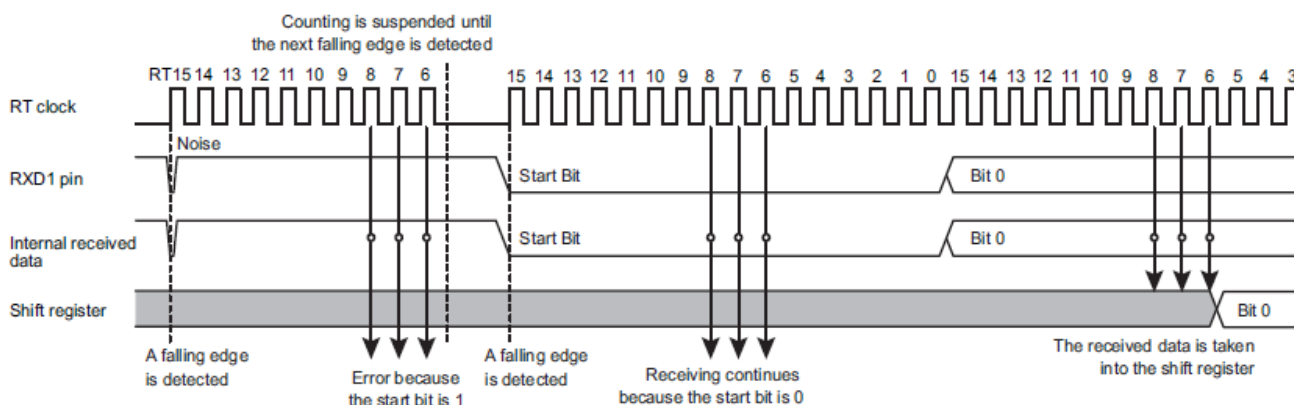 Counting is suspended until
the next falling edge is detected
RT15 14 13 12 11 10 9 8 7 6 15 14 13 12 11 10 9 8 7 6 5 4 3 2 1 0 15 14 13 12 11 10 9 8 7 6 5 4 3
RT clock
Noise
RXD1 pin
Start Bit
Bit 0
Internal received
data
Start Bit
Bit 0
Shift register
Bit 0
A falling edge
is detected
Error because
the start bit is 1
A falling edge
is detected
Receiving continues
because the start bit is 0
The received data is taken
into the shift register